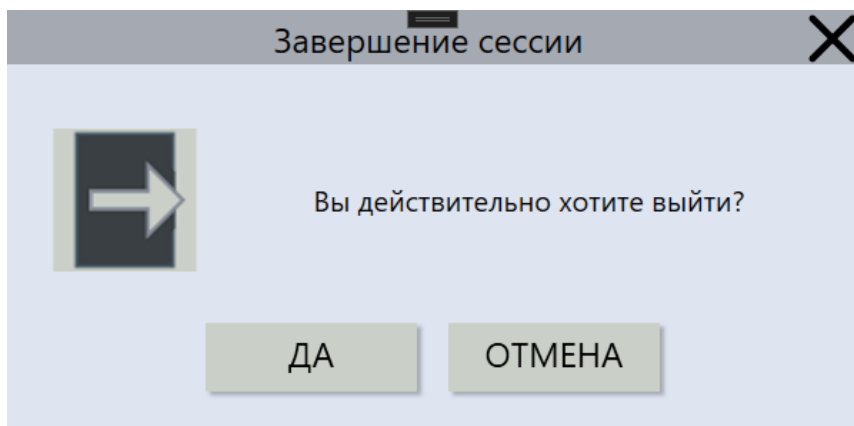 Завершение сессии
Вы действительно хотите выйти?
ДА
ОТМЕНА